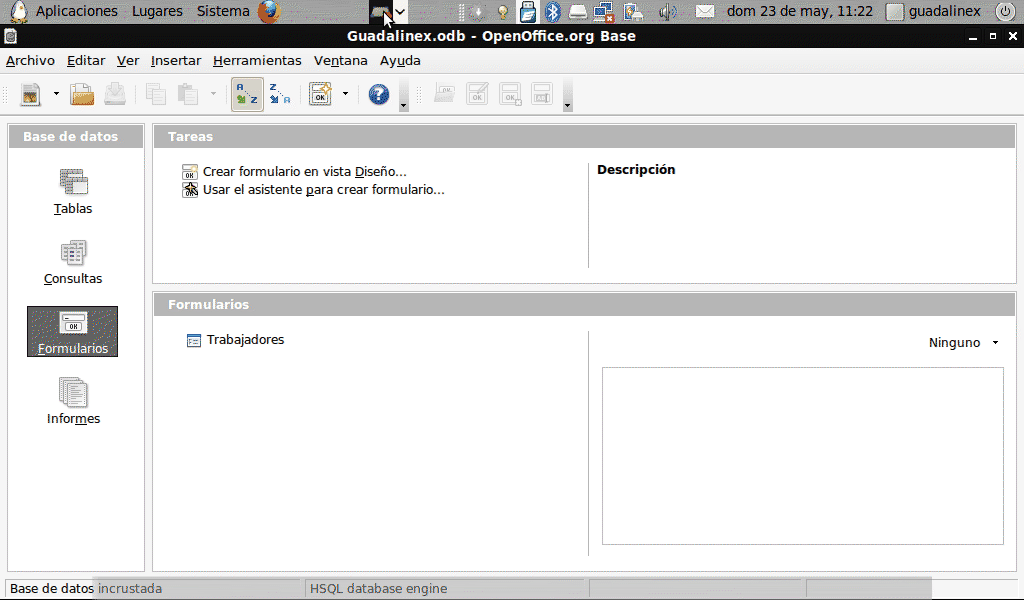 Aplicaciones Lugares Sistema dom 23 de may, 11:22 guadalinex
Guadalinex.odb - OpenOffice.org Base
Archivo Editar Ver Insertar Herramientas Ventana Ayuda
Base de datos
Tablas
Consultas
Formularios
Informes
Tareas
Crear formulario en vista Diseño...
Usar el asistente para crear formulario...
Descripción
Formularios
Trabajadores
Ninguno
Base de datos incrustada HSQL database engine